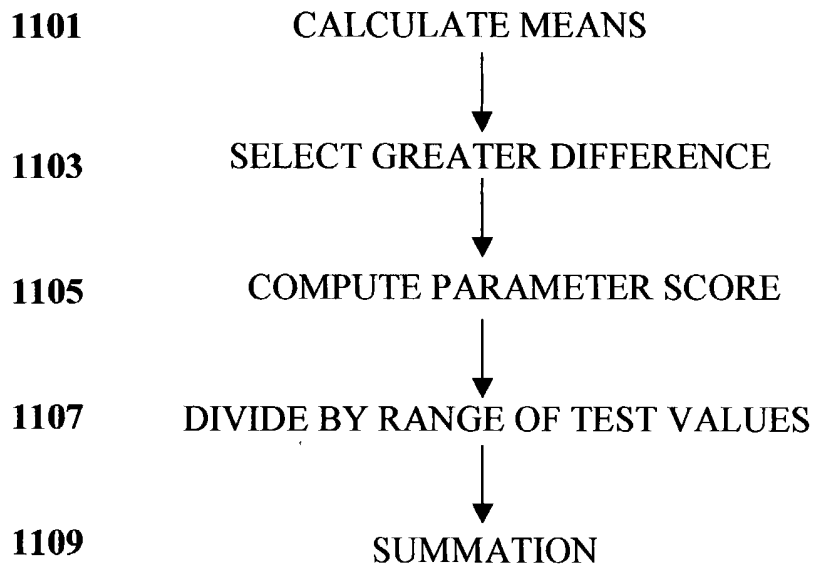 1101 CALCULATE MEANS
1103 SELECT GREATER DIFFERENCE
1105 COMPUTE PARAMETER SCORE
1107 DIVIDE BY RANGE OF TEST VALUES
1109 SUMMATION